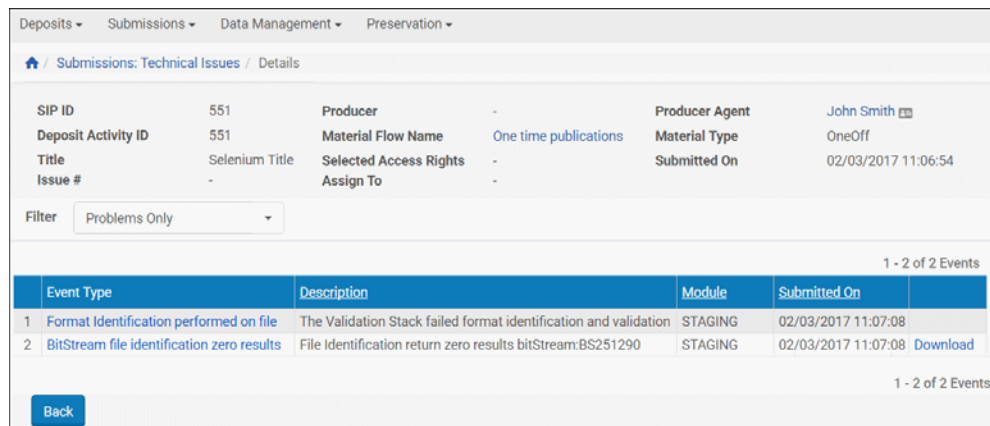 Deposits Submissions Data Management Preservation
/ Submissions: Technical Issues / Details
SIP ID 551 Producer - Producer Agent John Smith
Deposit Activity ID 551 Material Flow Name One time publications Material Type OneOff
Title Selenium Title Selected Access Rights - Submitted On 02/03/2017 11:06:54
Issue # - Assign To -
Filter Problems Only
1 - 2 of 2 Events
Event Type Description Module Submitted On
1 Format Identification performed on file The Validation Stack failed format identification and validation STAGING 02/03/2017 11:07:08
2 BitStream file identification zero results File Identification return zero results bitStream:BS251290 STAGING 02/03/2017 11:07:08 Download
1 - 2 of 2 Events
Back